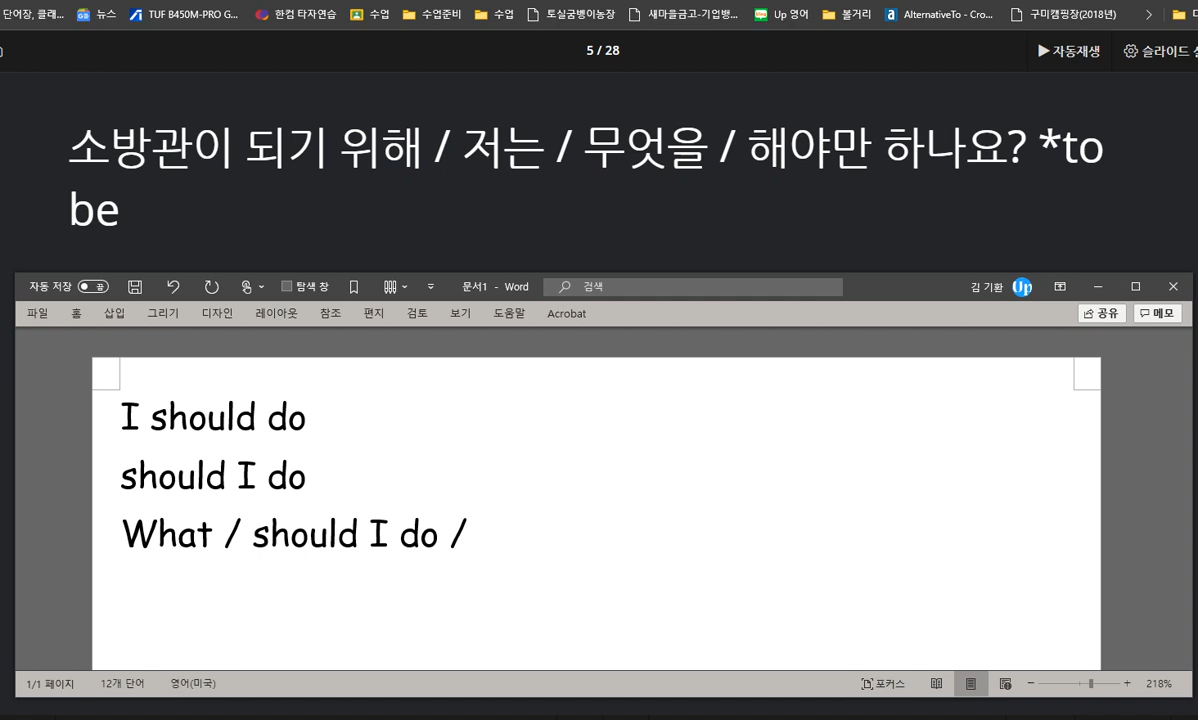 단어장, 클래... 뉴스 TUF B450M-PRO G... 한컴 타자연습 수업 수업준비 수업 토실굼벵이농장 새마을금고-기업뱅... Up 영어 볼거리 AlternativeTo - Cro... 구미캠핑장(2018년)
5 / 28 자동재생 슬라이드
소방관이 되기 위해 / 저는 / 무엇을 / 해야만 하나요? *to
be
자동 저장 끔 탐색 창 문서1 - Word 검색 김 기환 Up
파일 홈 삽입 그리기 디자인 레이아웃 참조 편지 검토 보기 도움말 Acrobat 공유 메모
I should do
should I do
What / should I do /
1/1 페이지 12개 단어 영어(미국) 포커스 218%